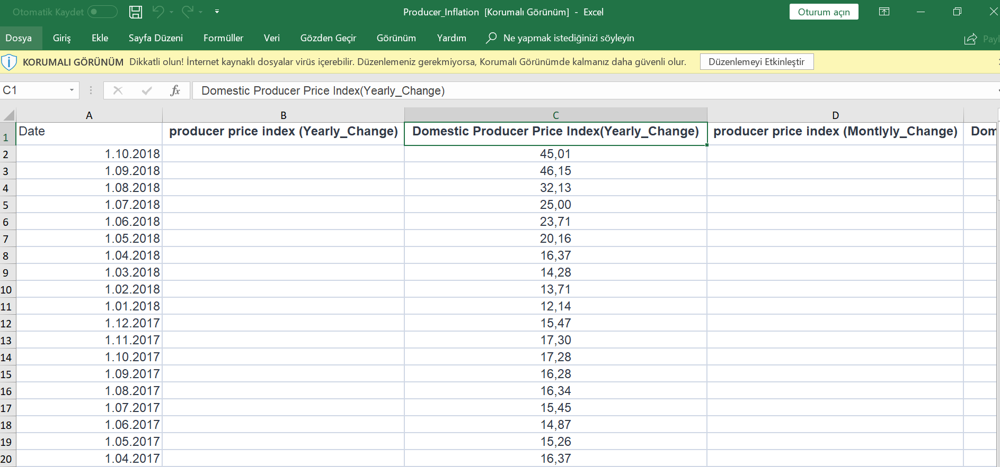 Otomatik Kaydet
Producer_Inflation [Korumalı Görünüm] - Excel
Oturum açın
Dosya Giriş Ekle Sayfa Düzeni Formüller Veri Gözden Geçir Görünüm Yardım Ne yapmak istediğinizi söyleyin
KORUMALI GÖRÜNÜM Dikkatli olun! İnternet kaynaklı dosyalar virüs içerebilir. Düzenlemeniz gerekmiyorsa, Korumalı Görünümde kalmanız daha güvenli olur. Düzenlemeyi Etkinleştir
C1 fx Domestic Producer Price Index(Yearly_Change)
A B C D
1 Date producer price index (Yearly_Change) Domestic Producer Price Index(Yearly_Change) producer price index (Montlyly_Change)
2 1.10.2018 45,01
3 1.09.2018 46,15
4 1.08.2018 32,13
5 1.07.2018 25,00
6 1.06.2018 23,71
7 1.05.2018 20,16
8 1.04.2018 16,37
9 1.03.2018 14,28
10 1.02.2018 13,71
11 1.01.2018 12,14
12 1.12.2017 15,47
13 1.11.2017 17,30
14 1.10.2017 17,28
15 1.09.2017 16,28
16 1.08.2017 16,34
17 1.07.2017 15,45
18 1.06.2017 14,87
19 1.05.2017 15,26
20 1.04.2017 16,37